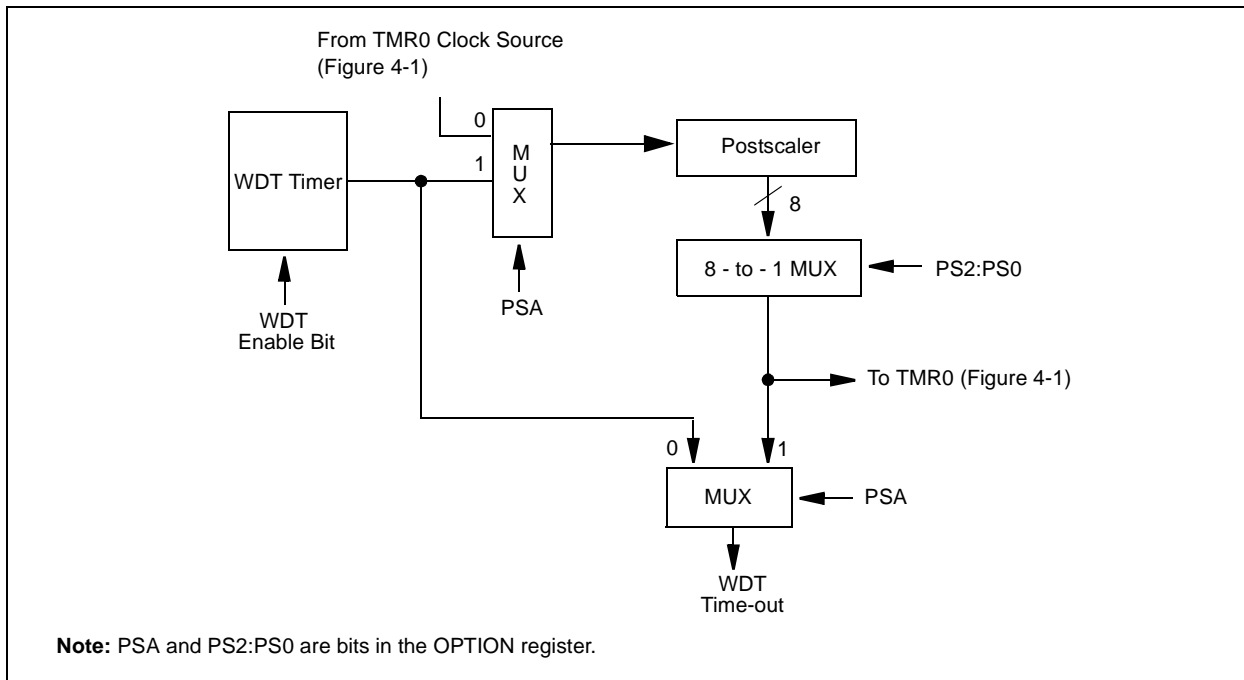 From TMR0 Clock Source
(Figure 4-1)
0
1
M
U
X
Postscaler
WDT Timer
8
8 - to - 1 MUX
PS2:PS0
PSA
WDT
Enable Bit
To TMR0 (Figure 4-1)
0
1
MUX
PSA
WDT
Time-out
Note: PSA and PS2:PS0 are bits in the OPTION register.